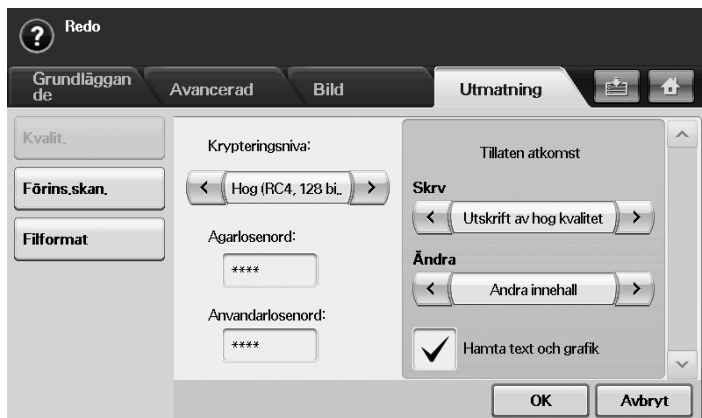 Redo
Grundläggan
de
Avancerad
Bild
Utmatning
Kvalit.
Förins.skan.
Filformat
Krypteringsniva:
Hog (RC4, 128 bi..
Agarlosenord:
****
Anvandarlosenord:
****
Tillaten atkomst
Skrv
Utskrift av hog kvalitet
Ändra
Andra innehall
Hamta text och grafik
OK
Avbryt